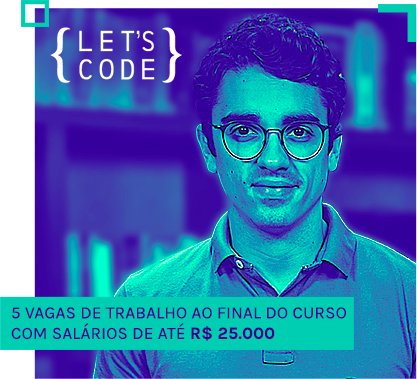 {LET'S
CODE}
5 VAGAS DE TRABALHO AO FINAL DO CURSO
COM SALÁRIOS DE ATÉ R$ 25.000